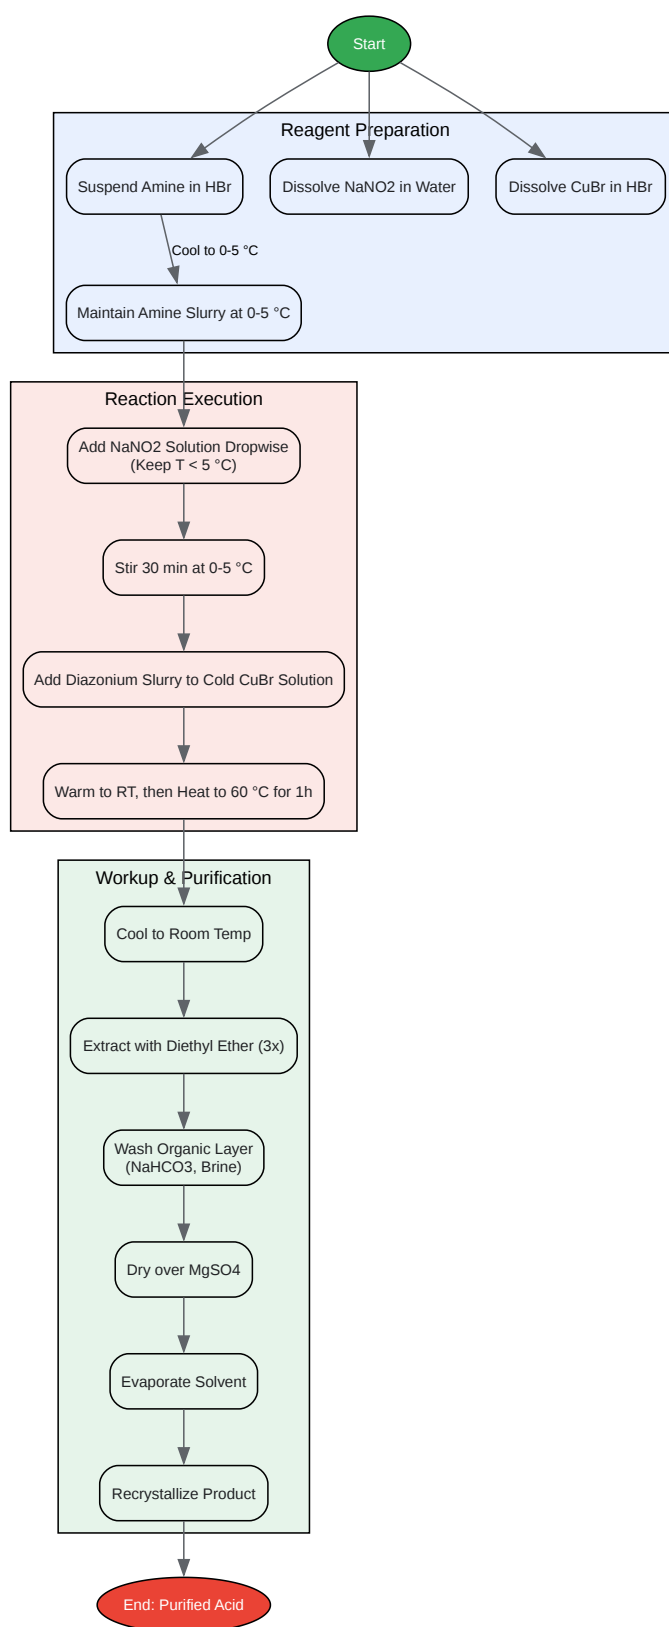 Start
Reagent Preparation
Suspend Amine in HBr
Dissolve NaNO2 in Water
Dissolve CuBr in HBr
Cool to 0-5 °C
Maintain Amine Slurry at 0-5 °C
Reaction Execution
Add NaNO2 Solution Dropwise
(Keep T < 5 °C)
Stir 30 min at 0-5 °C
Add Diazonium Slurry to Cold CuBr Solution
Warm to RT, then Heat to 60 °C for 1h
Workup & Purification
Cool to Room Temp
Extract with Diethyl Ether (3x)
Wash Organic Layer
(NaHCO3, Brine)
Dry over MgSO4
Evaporate Solvent
Recrystallize Product
End: Purified Acid